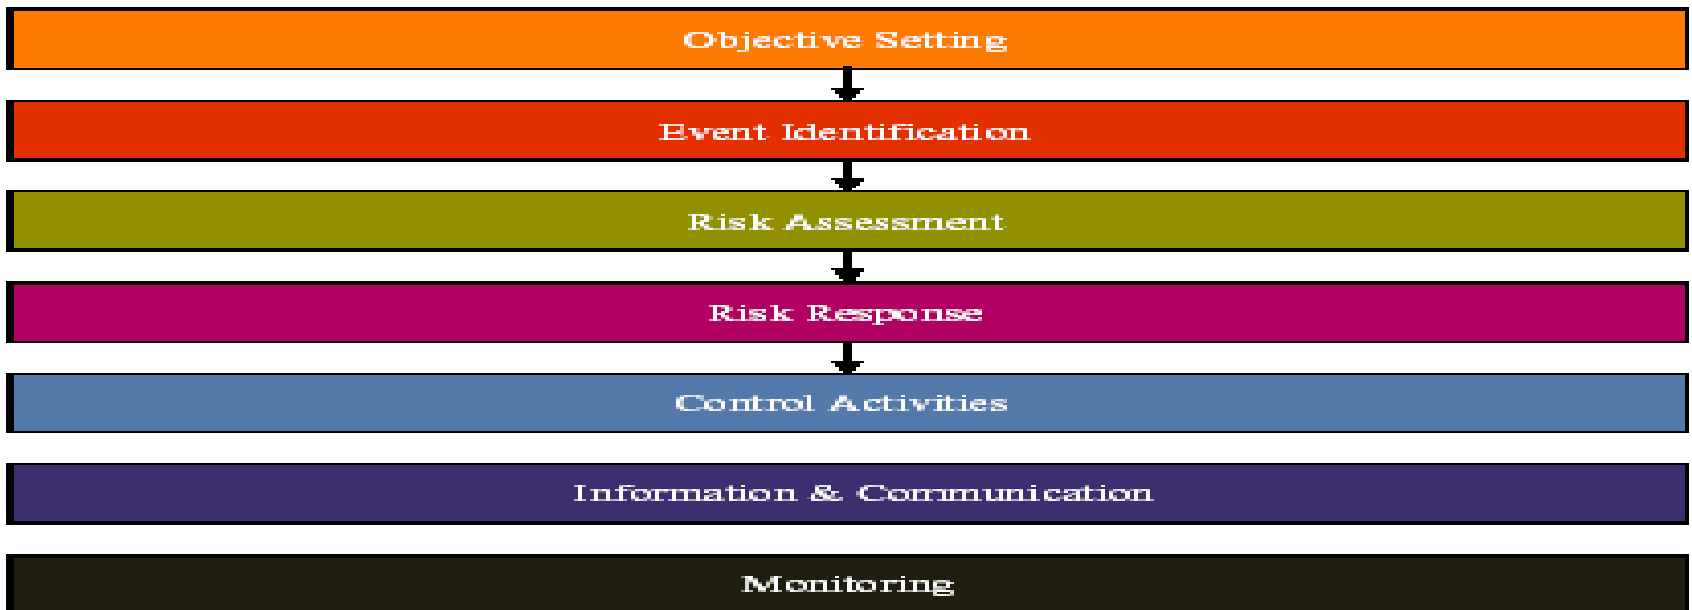 Objective Setting
Event Identification
Risk Assessment
Risk Response
Control Activities
Information & Communication
Monitoring